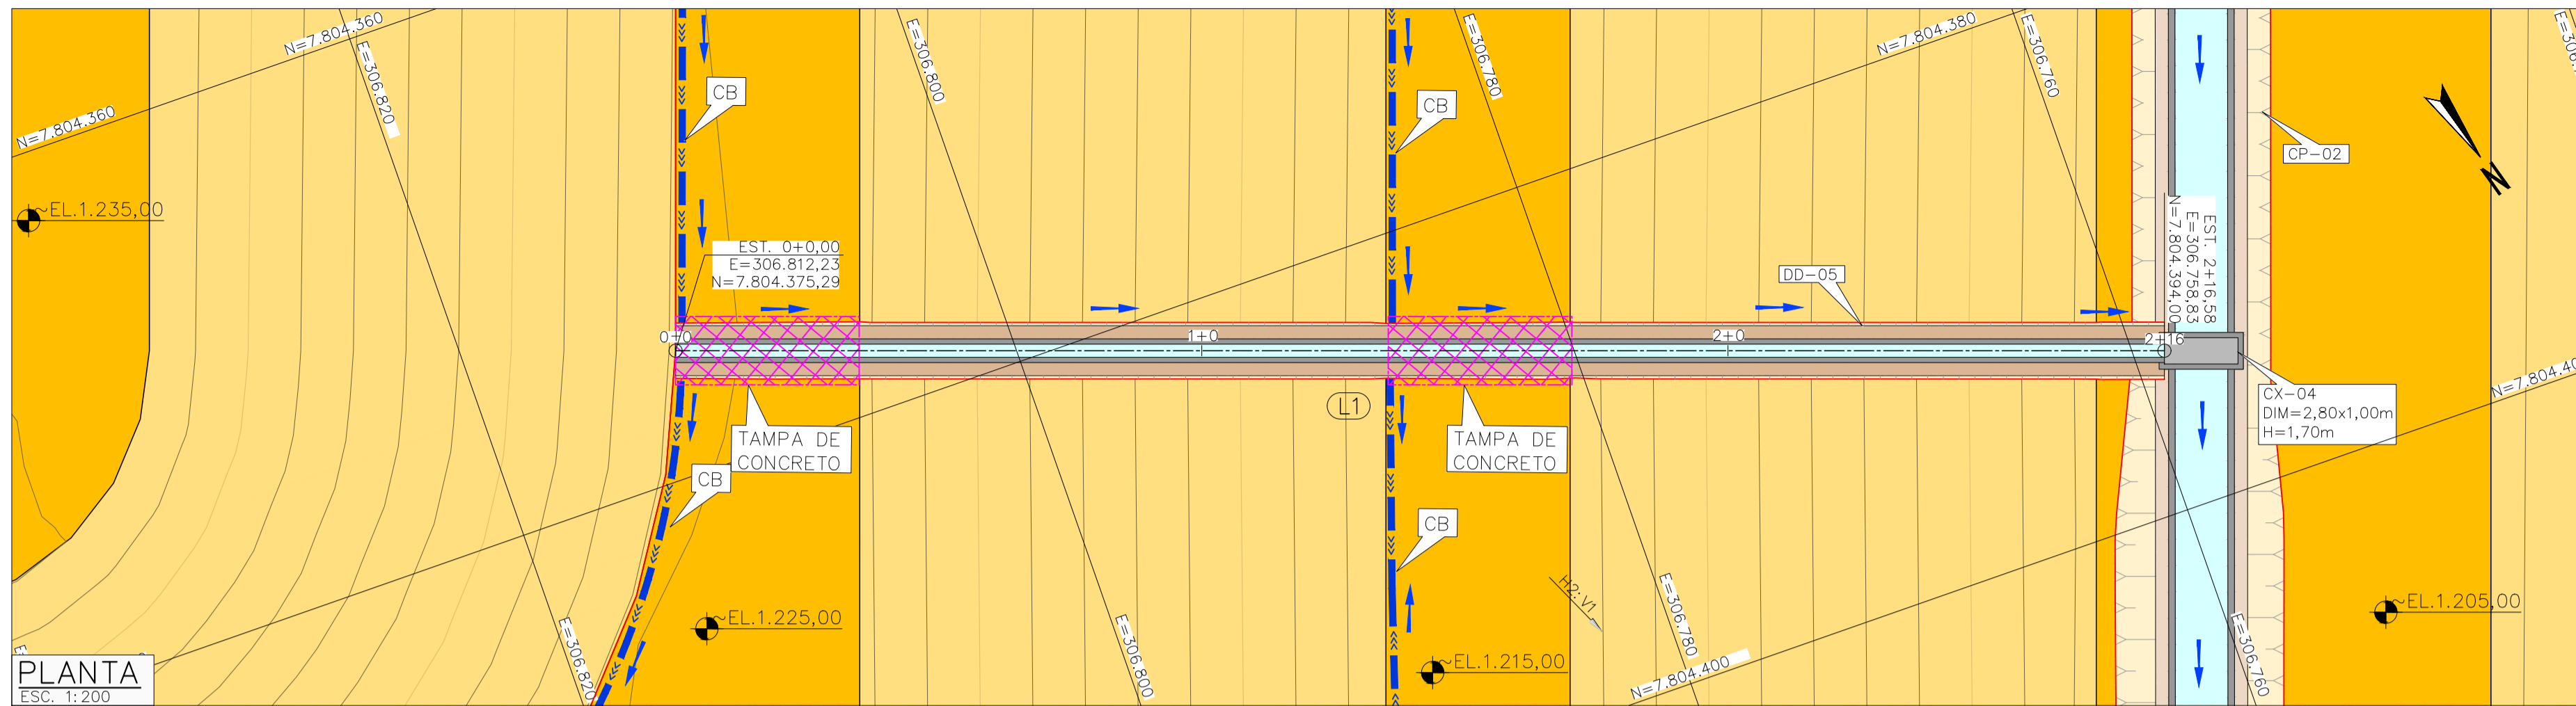 N=7.804.360
E=306.820
N=7.804.360
~EL.1.235,00
CB
EST. 0+0,00
E=306.812,23
N=7.804.375,29
0+0
TAMPA DE
CONCRETO
CB
~EL.1.225,00
E=306.820
PLANTA
ESC. 1:200
E=306.800
1+0
E=306.800
CB
E=306.780
L1
TAMPA DE
CONCRETO
CB
~EL.1.215,00
H2:V1
E=306.780
N=7.804.400
N=7.804.380
E=306.760
DD-05
2+0
2+16
EST. 2+16,58
E=306.758,83
N=7.804.394,00
CP-02
N
CX-04
DIM=2,80x1,00m
H=1,70m
~EL.1.205,00
E=306.760